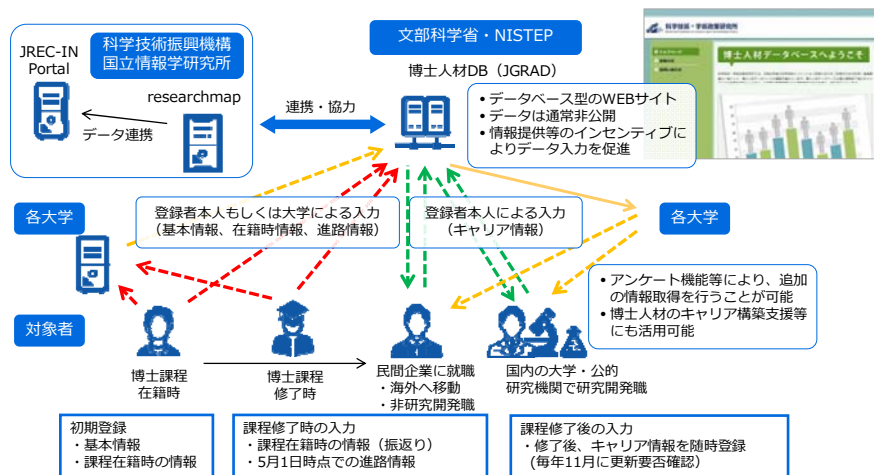 科学技術振興機構
国立情報学研究所
JREC-IN
Portal
researchmap
データ連携
連携・協力
文部科学省・NISTEP
博士人材DB（JGRAD）
• データベース型のWEBサイト
• データは通常非公開
• 情報提供等のインセンティブに
よりデータ入力を促進
科学技術・学術政策研究所
博士人材データベースへようこそ
各大学
登録者本人もしくは大学による入力
（基本情報、在籍時情報、進路情報）
登録者本人による入力
（キャリア情報）
各大学
• アンケート機能等により、追加
の情報取得を行うことが可能
• 博士人材のキャリア構築支援等
にも活用可能
対象者
博士課程
在籍時
博士課程
修了時
民間企業に就職
・海外へ移動
・非研究開発職
国内の大学・公的
研究機関で研究開発職
初期登録
・基本情報
・課程在籍時の情報
課程修了時の入力
・課程在籍時の情報（振返り）
・5月1日時点での進路情報
課程修了後の入力
・修了後、キャリア情報を随時登録
（毎年11月に更新要否確認）